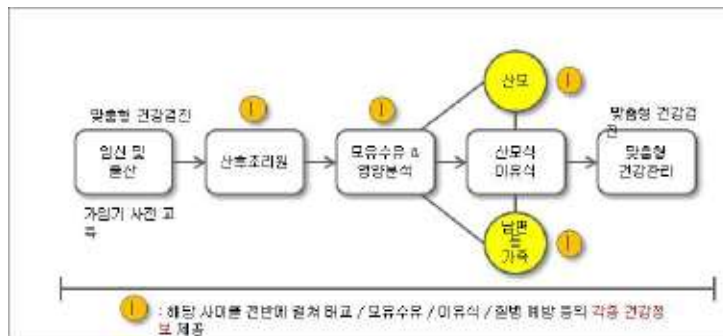 산모
I
I
I
맞춤형 건강검진
맞춤형 건강검
진
임신 및
출산
산후조리원
모유수유 &
영양분석
산모식
이유식
맞춤형
건강관리
가임기 사전 교
육
남편
등
가족
I
I : 해당 사이클 전반에 걸쳐 태교 / 모유수유 / 이유식 / 질병 예방 등의 각종 건강정
보 제공